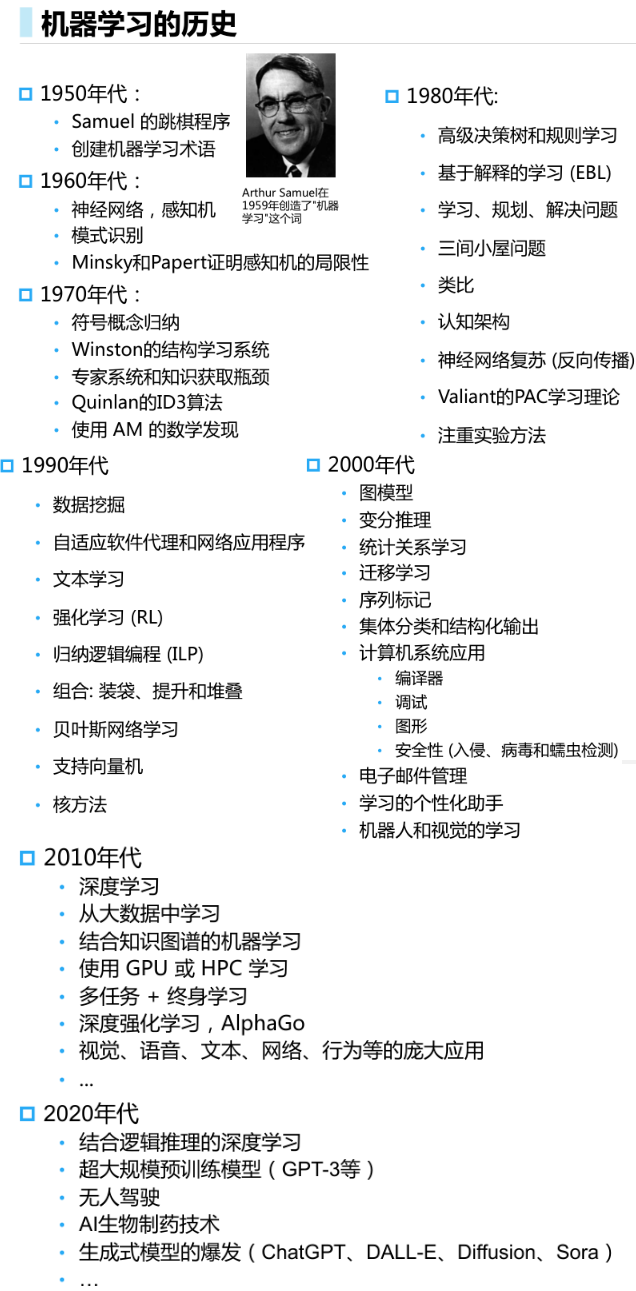 机器学习的历史
1950年代：
Samuel 的跳棋程序
创建机器学习术语
Arthur Samuel在
1959年创造了"机器
学习"这个词
1960年代：
神经网络，感知机
模式识别
Minsky和Papert证明感知机的局限性
1970年代：
符号概念归纳
Winston的结构学习系统
专家系统和知识获取瓶颈
Quinlan的ID3算法
使用 AM 的数学发现
1980年代:
高级决策树和规则学习
基于解释的学习 (EBL)
学习、规划、解决问题
三间小屋问题
类比
认知架构
神经网络复苏 (反向传播)
Valiant的PAC学习理论
注重实验方法
1990年代
数据挖掘
自适应软件代理和网络应用程序
文本学习
强化学习 (RL)
归纳逻辑编程 (ILP)
组合: 装袋、提升和堆叠
贝叶斯网络学习
支持向量机
核方法
2000年代
图模型
变分推理
统计关系学习
迁移学习
序列标记
集体分类和结构化输出
计算机系统应用
编译器
调试
图形
安全性 (入侵、病毒和蠕虫检测)
电子邮件管理
学习的个性化助手
机器人和视觉的学习
2010年代
深度学习
从大数据中学习
结合知识图谱的机器学习
使用 GPU 或 HPC 学习
多任务 + 终身学习
深度强化学习，AlphaGo
视觉、语音、文本、网络、行为等的庞大应用
...
2020年代
结合逻辑推理的深度学习
超大规模预训练模型（GPT-3等）
无人驾驶
AI生物制药技术
生成式模型的爆发（ChatGPT、DALL-E、Diffusion、Sora）
…